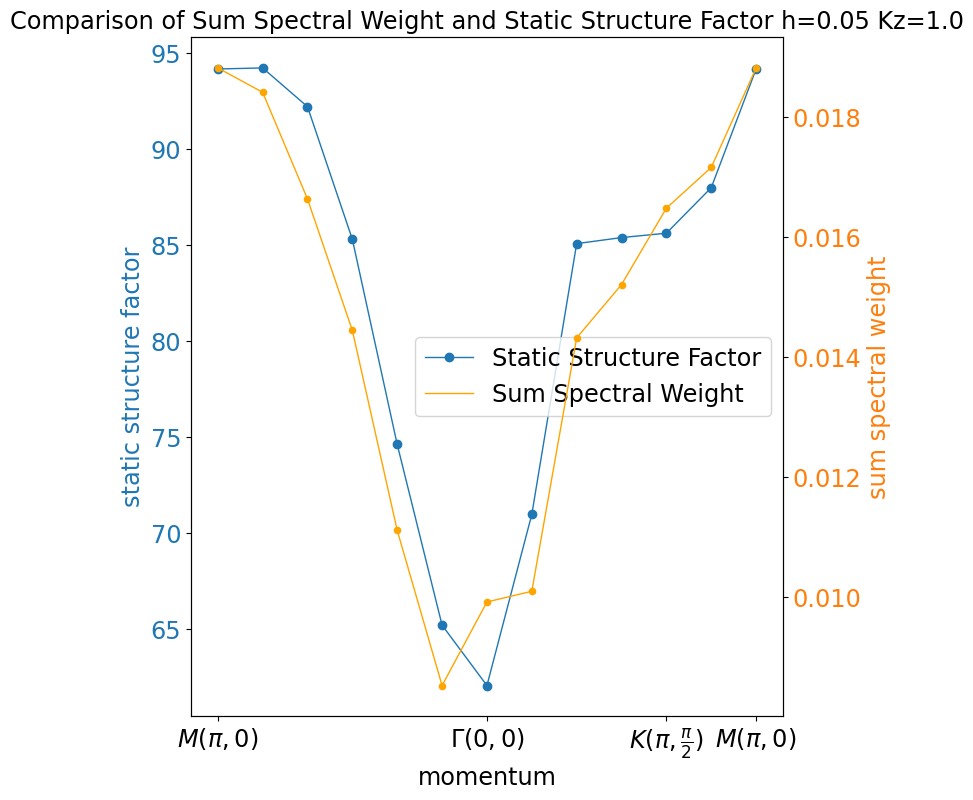 Comparison of Sum Spectral Weight and Static Structure Factor h=0.05 Kz=1.0
95
90
85
80
75
70
65
static structure factor
Static Structure Factor
Sum Spectral Weight
0.018
0.016
0.014
0.012
0.010
sum spectral weight
M(π, 0)
Γ(0, 0)
K(π, π/2)
M(π, 0)
momentum